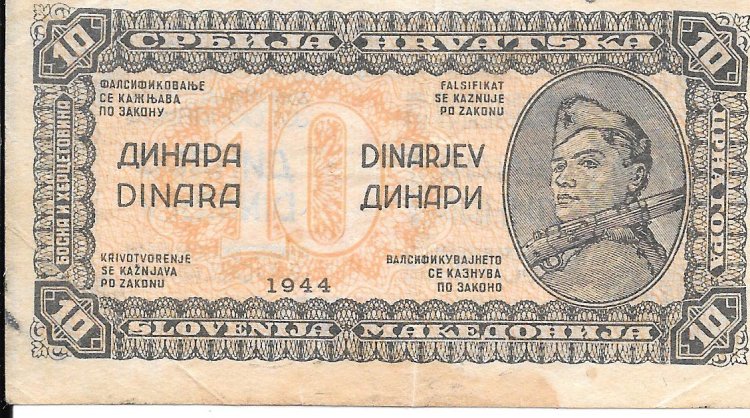 10 СРБИЈА HRVATSKA 10
ФАЛСИФИКОВАЊЕ
СЕ КАЖЊАВА
ПО ЗАКОНУ
FALSIFIKAT
SE KAZNUJE
PO ZAKONU
БОСНА И ХЕРЦЕГОВИНА
10
ДИНАРА
DINARA
DINARJEV
ДИНАРИ
ЦРНА ГОРА
KRIVOTVORENJE
SE KAŽNJAVA
PO ZAKONU
1944
ВАЛСИФИКУВАЈНЕТО
СЕ КАЗНУВА
ПО ЗАКОНО
10 SLOVENIJA МАКЕДОНИЈА 10